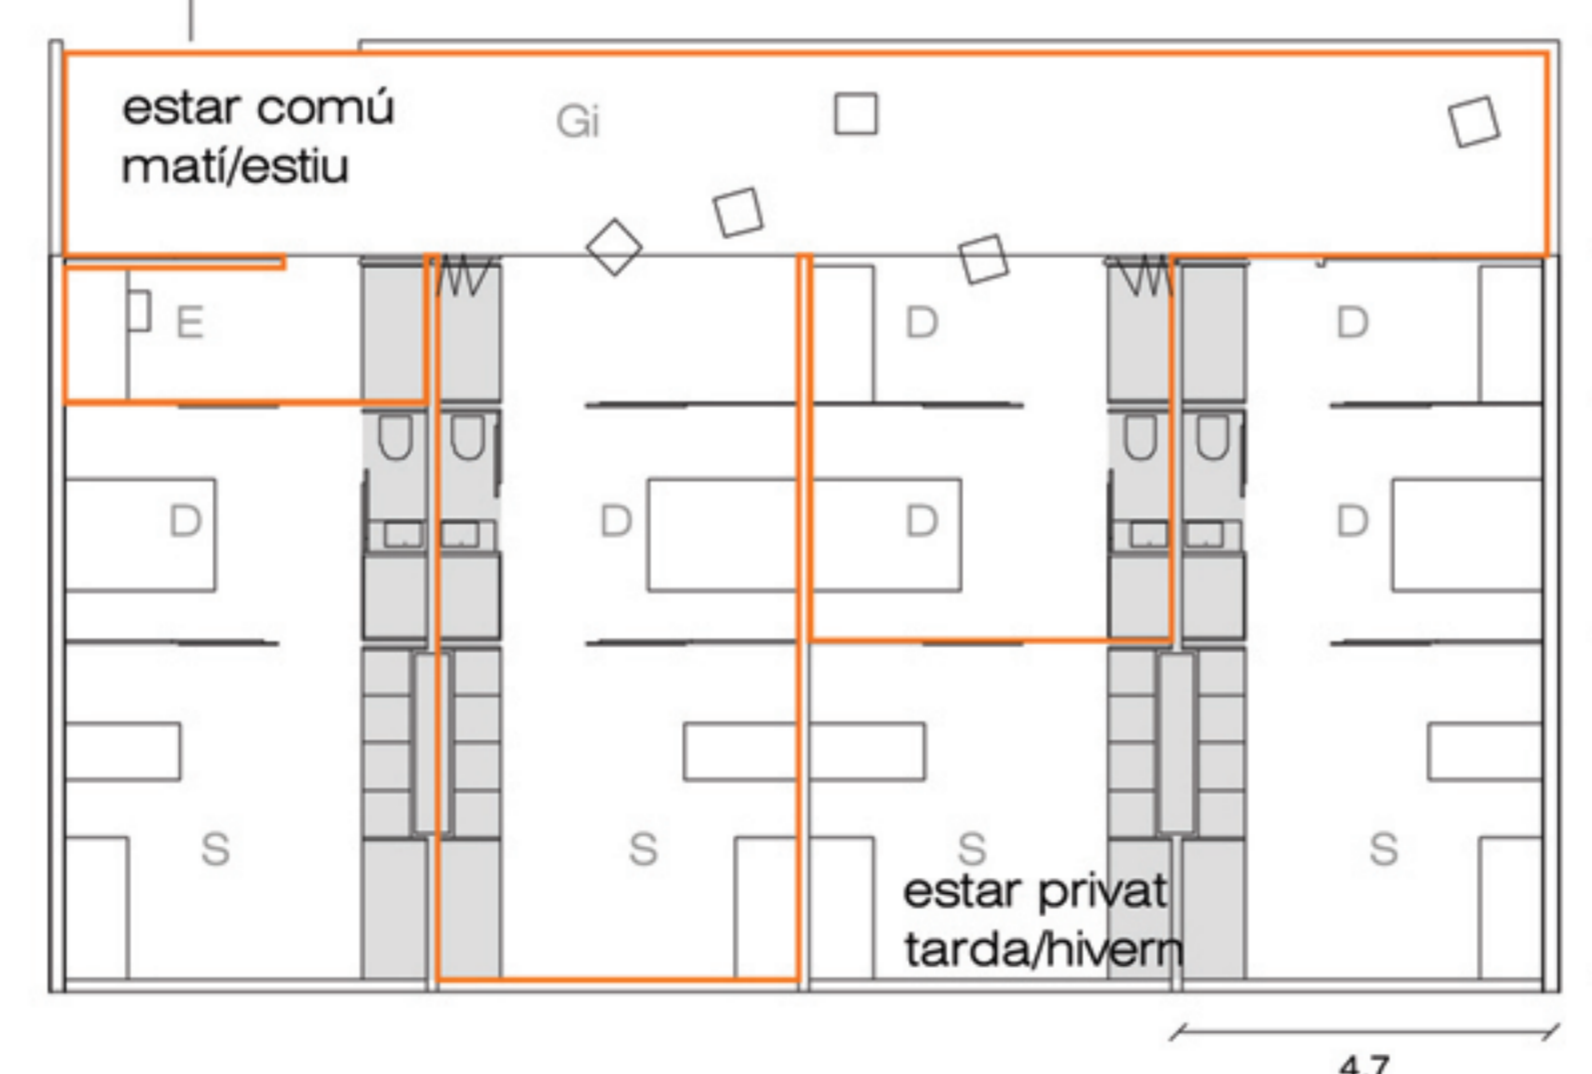 estar comú
matí/estiu
Gi
E
D
D
D
D
D
D
S
S
S
S
estar privat
tarda/hivern
4.7